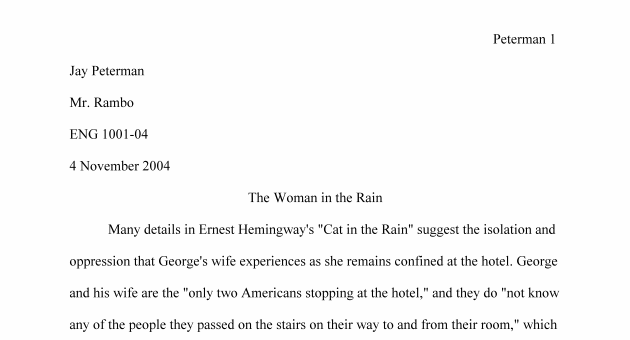 Peterman 1
Jay Peterman
Mr. Rambo
ENG 1001-04
4 November 2004
The Woman in the Rain
Many details in Ernest Hemingway's "Cat in the Rain" suggest the isolation and
oppression that George's wife experiences as she remains confined at the hotel. George
and his wife are the "only two Americans stopping at the hotel," and they do "not know
any of the people they passed on the stairs on their way to and from their room," which